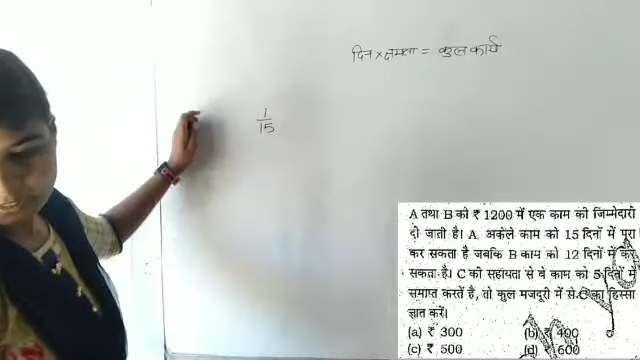 दिन × क्षमता = कुल कार्य
1
15
A तथा B को ₹ 1200 में एक काम की जिम्मेदारी
दी जाती है। A, अकेले काम को 15 दिनों में पूरा
कर सकता है जबकि B काम को 12 दिनों में कर
सकता है। C की सहायता से वे काम को 5 दिनों में
समाप्त करते हैं, तो कुल मजदूरी में से C का हिस्सा
ज्ञात करें।
(a) ₹ 300 (b) ₹ 400
(c) ₹ 500 (d) ₹ 600